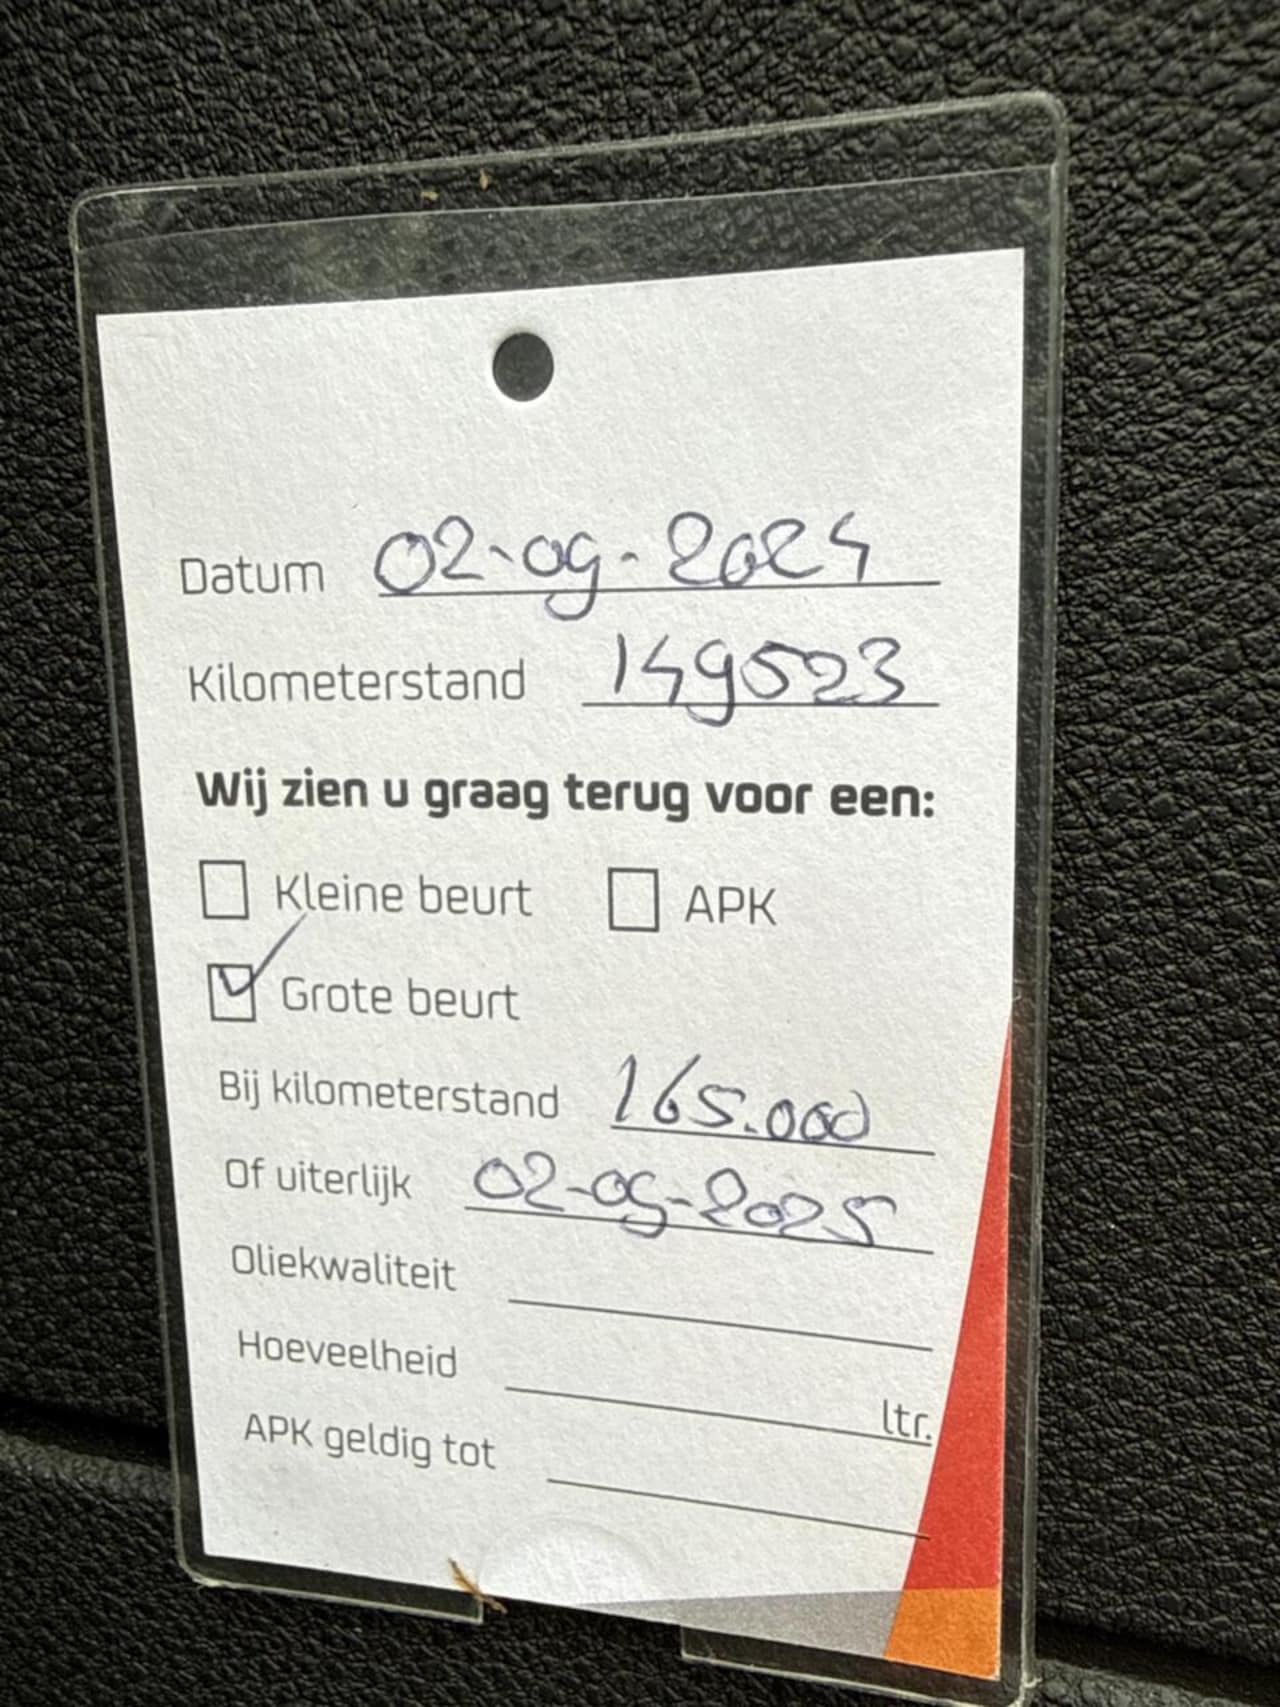 Datum 02-09-2024
Kilometerstand 149523
Wij zien u graag terug voor een:
Kleine beurt APK
Grote beurt
Bij kilometerstand 165.000
Of uiterlijk 02-09-2025
Oliekwaliteit
Hoeveelheid ltr.
APK geldig tot